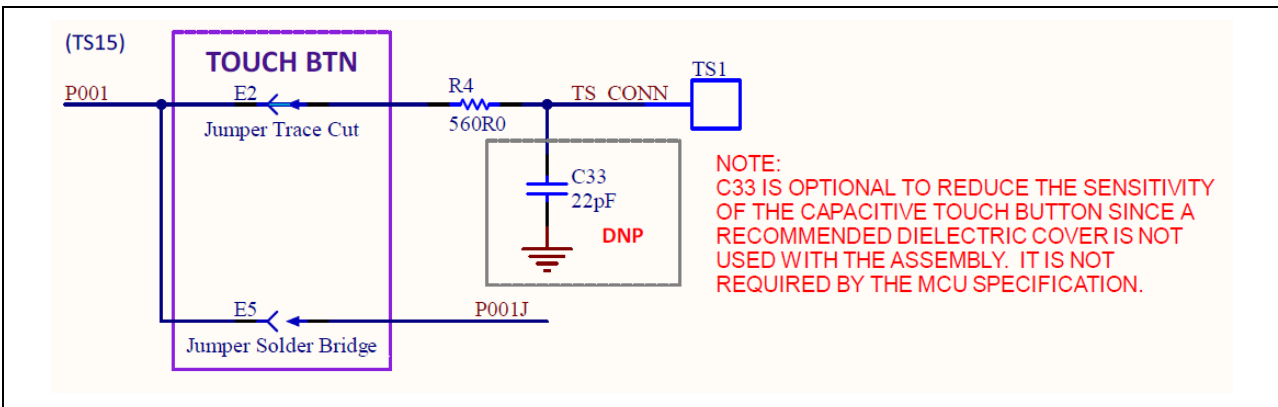 (TS15)
TOUCH BTN
P001
E2
Jumper Trace Cut
R4
560R0
TS_CONN
TS1
C33
22pF
DNP
NOTE:
C33 IS OPTIONAL TO REDUCE THE SENSITIVITY
OF THE CAPACITIVE TOUCH BUTTON SINCE A
RECOMMENDED DIELECTRIC COVER IS NOT
USED WITH THE ASSEMBLY. IT IS NOT
REQUIRED BY THE MCU SPECIFICATION.
E5
P001J
Jumper Solder Bridge